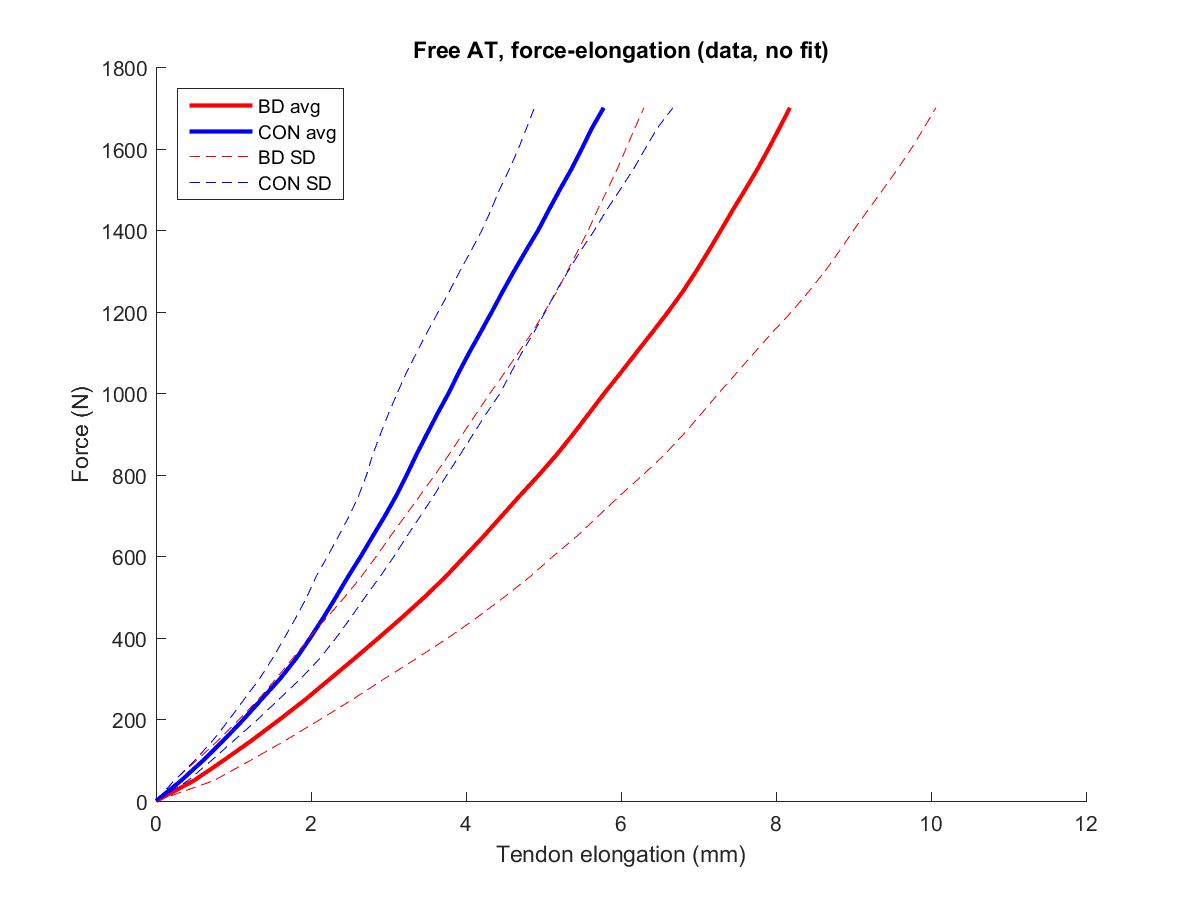 Free AT, force-elongation (data, no fit)
1800
BD avg
CON avg
1600
BD SD
CON SD
1400
1200
1000
Force (N)
800
600
400
200
0
0 2 4 6 8 10 12
Tendon elongation (mm)